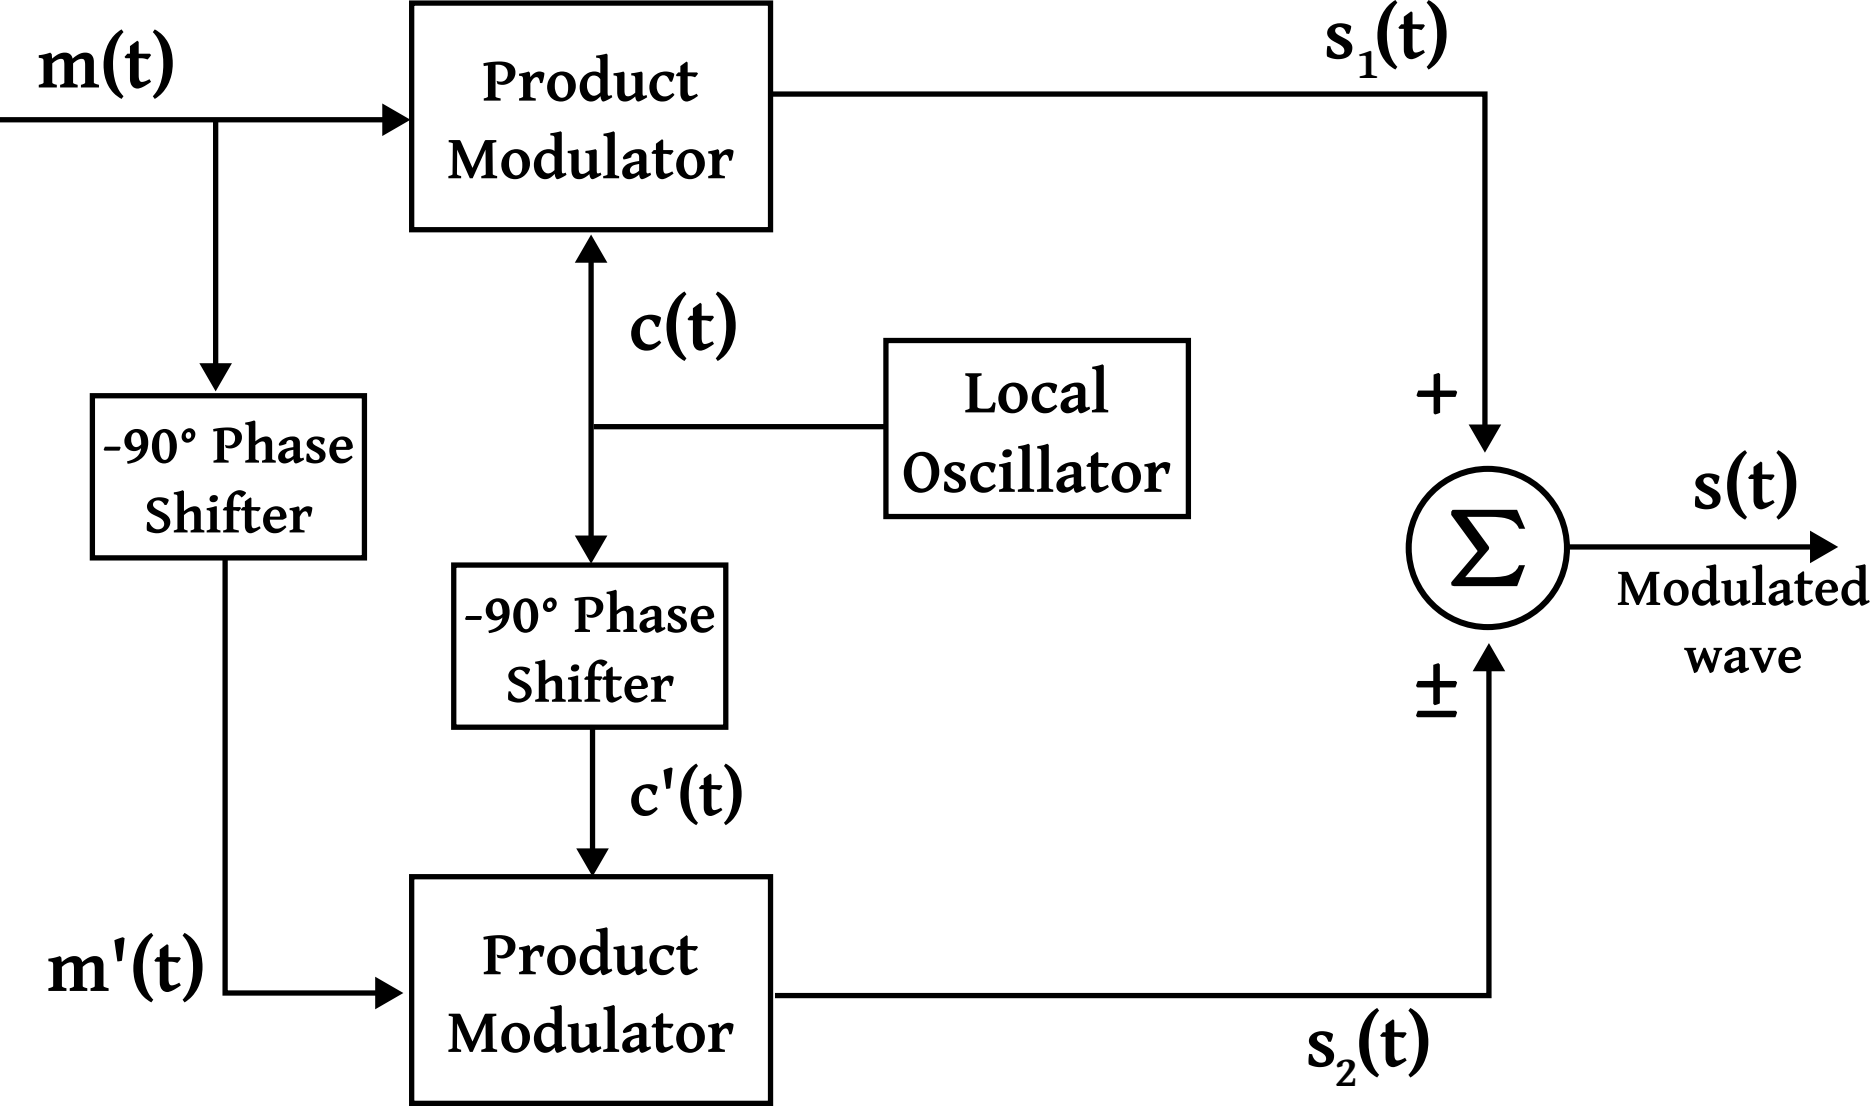 m(t)
Product
Modulator
s₁(t)
c(t)
Local
Oscillator
+
-90° Phase
Shifter
Σ
s(t)
Modulated
wave
-90° Phase
Shifter
±
c'(t)
m'(t)
Product
Modulator
s₂(t)